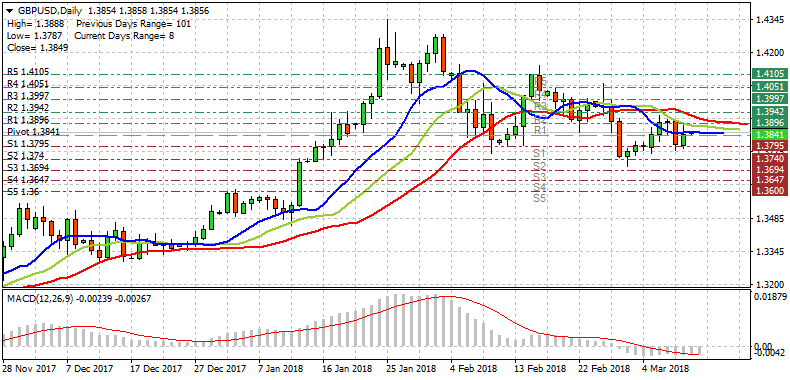 GBPUSD,Daily 1.3854 1.3858 1.3854 1.3856
High= 1.3888 Previous Days Range= 101
Low= 1.3787 Current Days Range= 8
Close= 1.3849
R5 1.4105
R4 1.4051
R3 1.3997
R2 1.3942
R1 1.3896
Pivot 1.3841
S1 1.3795
S2 1.374
S3 1.3694
S4 1.3647
S5 1.36
R3
R1
S1
S2
S3
S4
S5
1.4345
1.4200
1.4105
1.4051
1.3997
1.3942
1.3896
1.3841
1.3795
1.3740
1.3694
1.3647
1.3600
1.3485
1.3345
1.3200
MACD(12,26,9) -0.00239 -0.00267
0.01879
0.00
-0.0042
28 Nov 2017 7 Dec 2017 18 Dec 2017 27 Dec 2017 7 Jan 2018 16 Jan 2018 25 Jan 2018 4 Feb 2018 13 Feb 2018 22 Feb 2018 4 Mar 2018